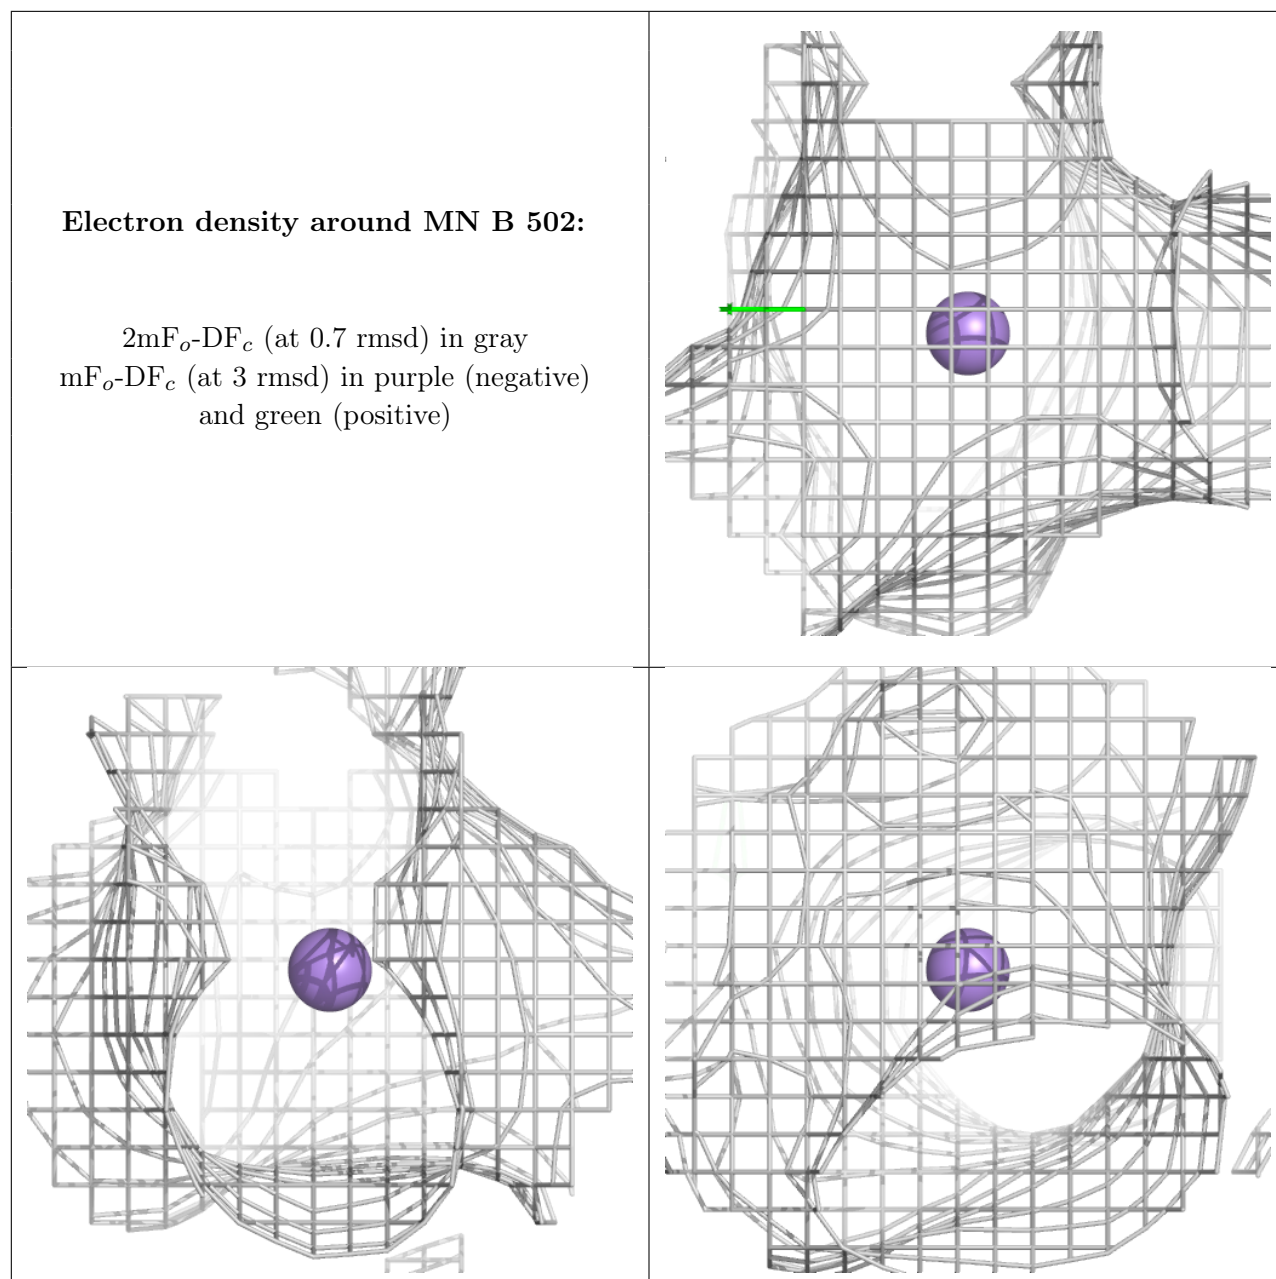 Electron density around MN B 502:
2mFo-DFc (at 0.7 rmsd) in gray
mFo-DFc (at 3 rmsd) in purple (negative)
and green (positive)